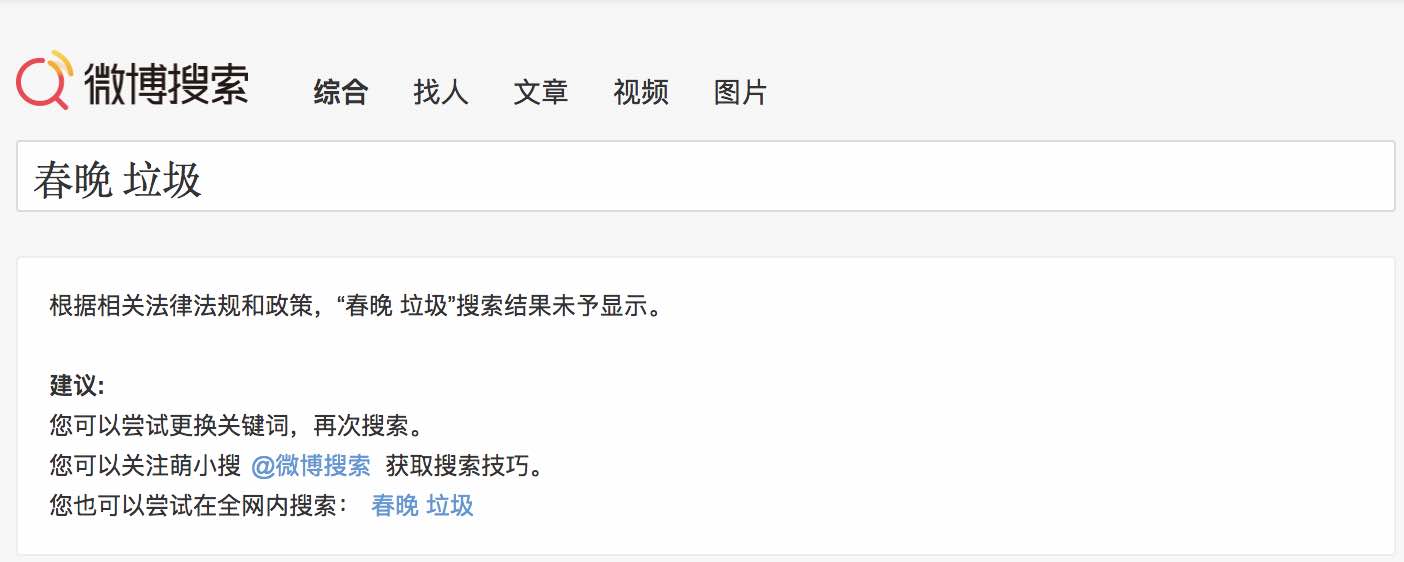 微博搜索 综合 找人 文章 视频 图片
春晚 垃圾
根据相关法律法规和政策，“春晚 垃圾”搜索结果未予显示。
建议:
您可以尝试更换关键词，再次搜索。
您可以关注萌小搜 @微博搜索 获取搜索技巧。
您也可以尝试在全网内搜索： 春晚 垃圾